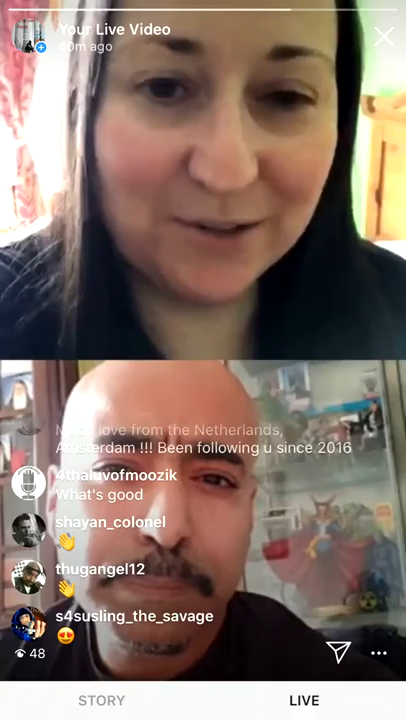 Your Live Video
40m ago
Much love from the Netherlands,
Amsterdam !!! Been following u since 2016
4thaluvofmoozik
What's good
shayan_colonel
👋
thugangel12
👋
s4susling_the_savage
😍
48
STORY
LIVE